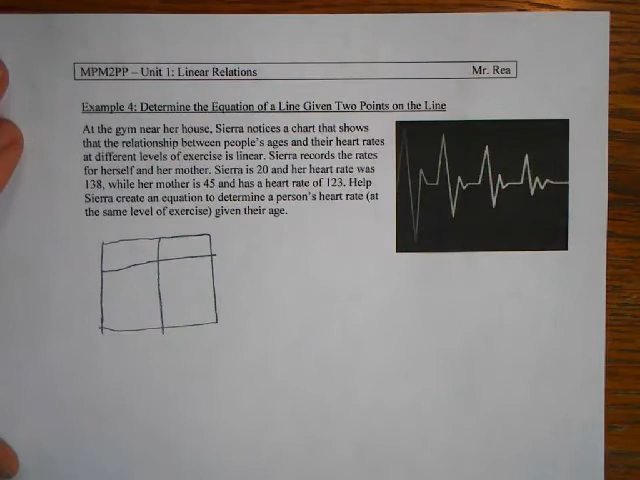 MPM2PP – Unit 1: Linear Relations Mr. Rea
Example 4: Determine the Equation of a Line Given Two Points on the Line
At the gym near her house, Sierra notices a chart that shows
that the relationship between people's ages and their heart rates
at different levels of exercise is linear. Sierra records the rates
for herself and her mother. Sierra is 20 and her heart rate was
138, while her mother is 45 and has a heart rate of 123. Help
Sierra create an equation to determine a person's heart rate (at
the same level of exercise) given their age.